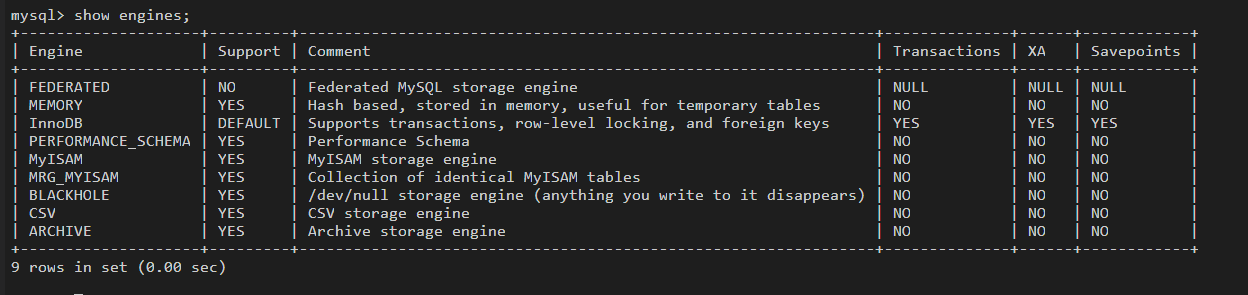 mysql> show engines;
+--------------------+---------+----------------------------------------------------------------+--------------+------+------------+
| Engine             | Support | Comment                                                        | Transactions | XA   | Savepoints |
+--------------------+---------+----------------------------------------------------------------+--------------+------+------------+
| FEDERATED          | NO      | Federated MySQL storage engine                                 | NULL         | NULL | NULL       |
| MEMORY             | YES     | Hash based, stored in memory, useful for temporary tables      | NO           | NO   | NO         |
| InnoDB             | DEFAULT | Supports transactions, row-level locking, and foreign keys     | YES          | YES  | YES        |
| PERFORMANCE_SCHEMA | YES     | Performance Schema                                             | NO           | NO   | NO         |
| MyISAM             | YES     | MyISAM storage engine                                          | NO           | NO   | NO         |
| MRG_MYISAM         | YES     | Collection of identical MyISAM tables                          | NO           | NO   | NO         |
| BLACKHOLE          | YES     | /dev/null storage engine (anything you write to it disappears) | NO           | NO   | NO         |
| CSV                | YES     | CSV storage engine                                             | NO           | NO   | NO         |
| ARCHIVE            | YES     | Archive storage engine                                         | NO           | NO   | NO         |
+--------------------+---------+----------------------------------------------------------------+--------------+------+------------+
9 rows in set (0.00 sec)